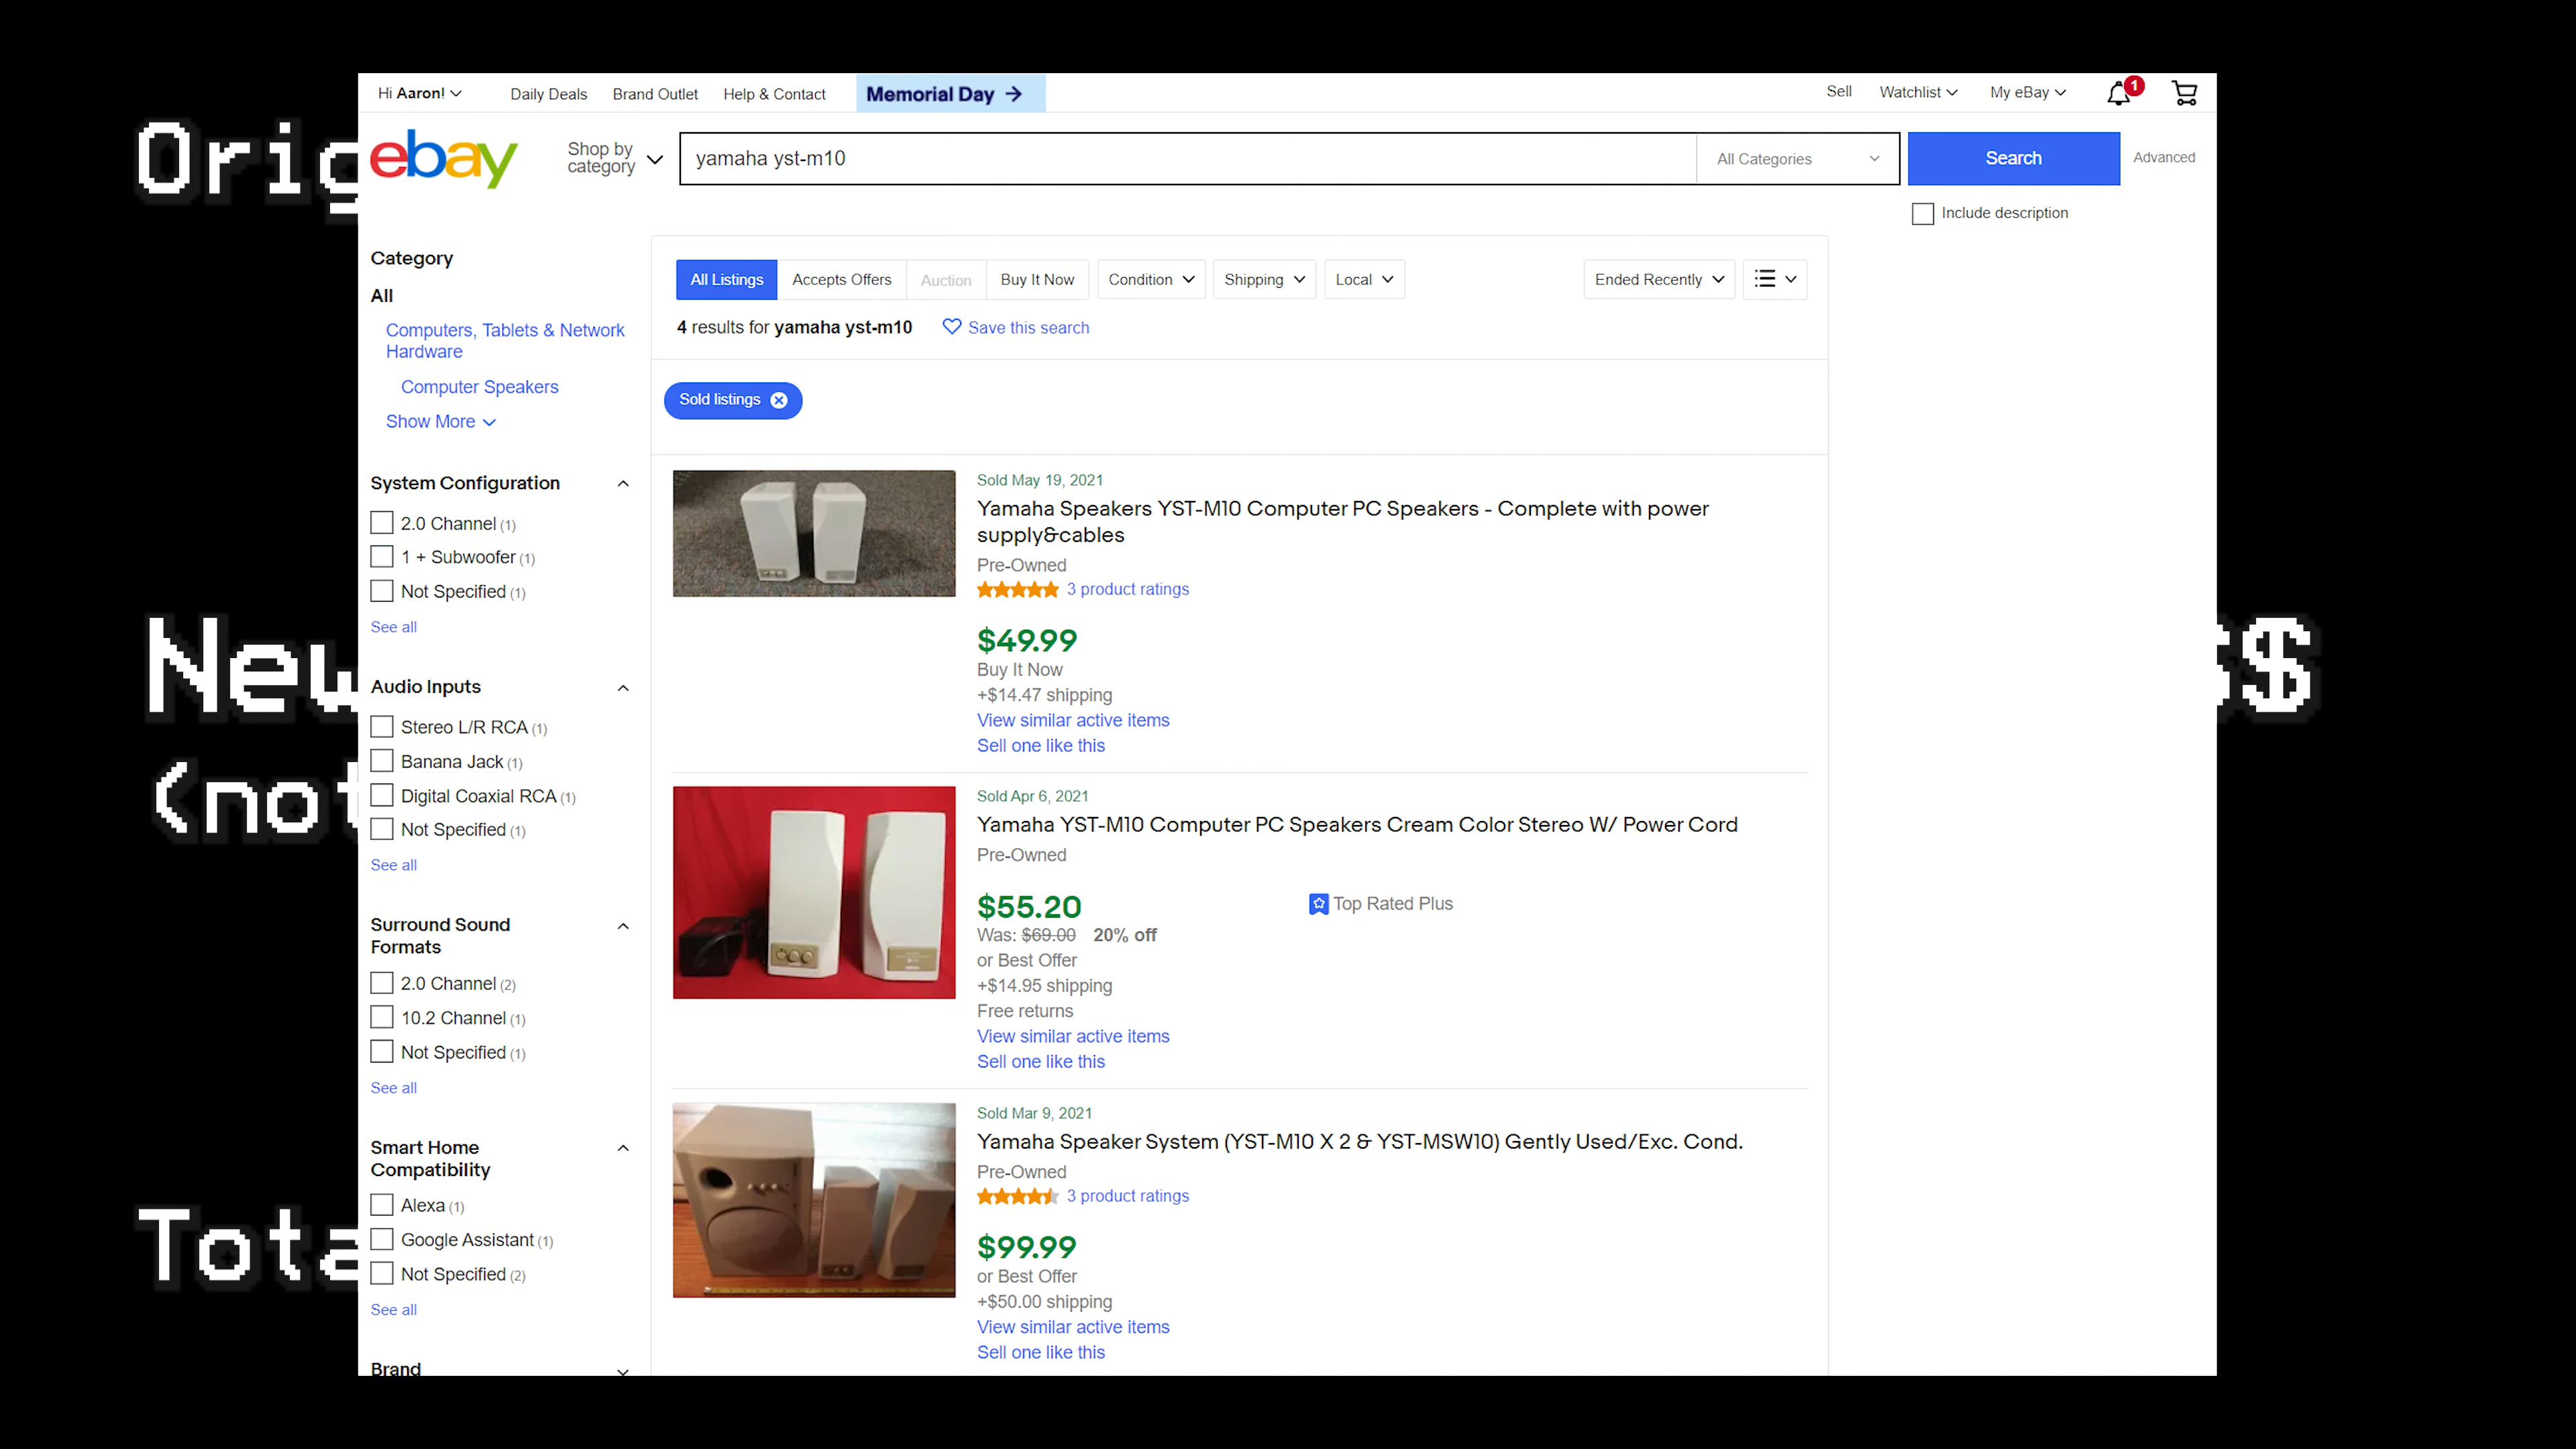 Hi Aaron!
Daily Deals
Brand Outlet
Help & Contact
Memorial Day
Sell
Watchlist
My eBay
1
ebay
Shop by
category
yamaha yst-m10
All Categories
Search
Advanced
Include description
Category
All
Computers, Tablets & Network
Hardware
Computer Speakers
Show More
System Configuration
2.0 Channel (1)
1 + Subwoofer (1)
Not Specified (1)
See all
Audio Inputs
Stereo L/R RCA (1)
Banana Jack (1)
Digital Coaxial RCA (1)
Not Specified (1)
See all
Surround Sound
Formats
2.0 Channel (2)
10.2 Channel (1)
Not Specified (1)
See all
Smart Home
Compatibility
Alexa (1)
Google Assistant (1)
Not Specified (2)
See all
Brand
All Listings
Accepts Offers
Auction
Buy It Now
Condition
Shipping
Local
Ended Recently
4 results for yamaha yst-m10
Save this search
Sold listings
Sold May 19, 2021
Yamaha Speakers YST-M10 Computer PC Speakers - Complete with power
supply&cables
Pre-Owned
3 product ratings
$49.99
Buy It Now
+$14.47 shipping
View similar active items
Sell one like this
Sold Apr 6, 2021
Yamaha YST-M10 Computer PC Speakers Cream Color Stereo W/ Power Cord
Pre-Owned
$55.20
Top Rated Plus
Was: $69.00 20% off
or Best Offer
+$14.95 shipping
Free returns
View similar active items
Sell one like this
Sold Mar 9, 2021
Yamaha Speaker System (YST-M10 X 2 & YST-MSW10) Gently Used/Exc. Cond.
Pre-Owned
3 product ratings
$99.99
or Best Offer
+$50.00 shipping
View similar active items
Sell one like this